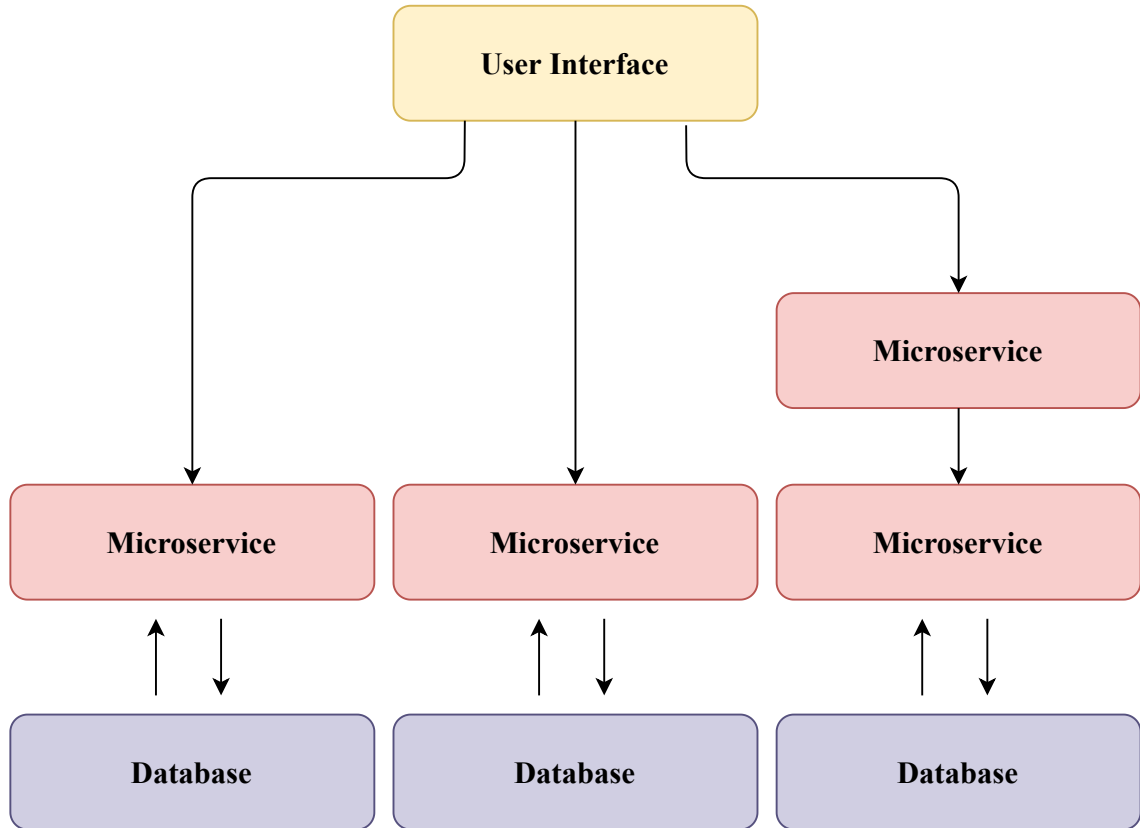 User Interface
Microservice
Microservice
Microservice
Microservice
Database
Database
Database